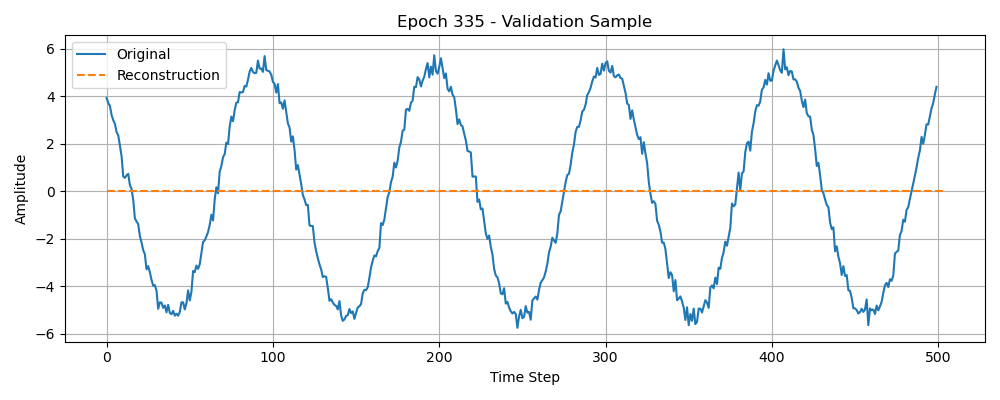 Epoch 335 - Validation Sample
Original
Reconstruction
Amplitude
6
4
2
0
−2
−4
−6
0
100
200
300
400
500
Time Step